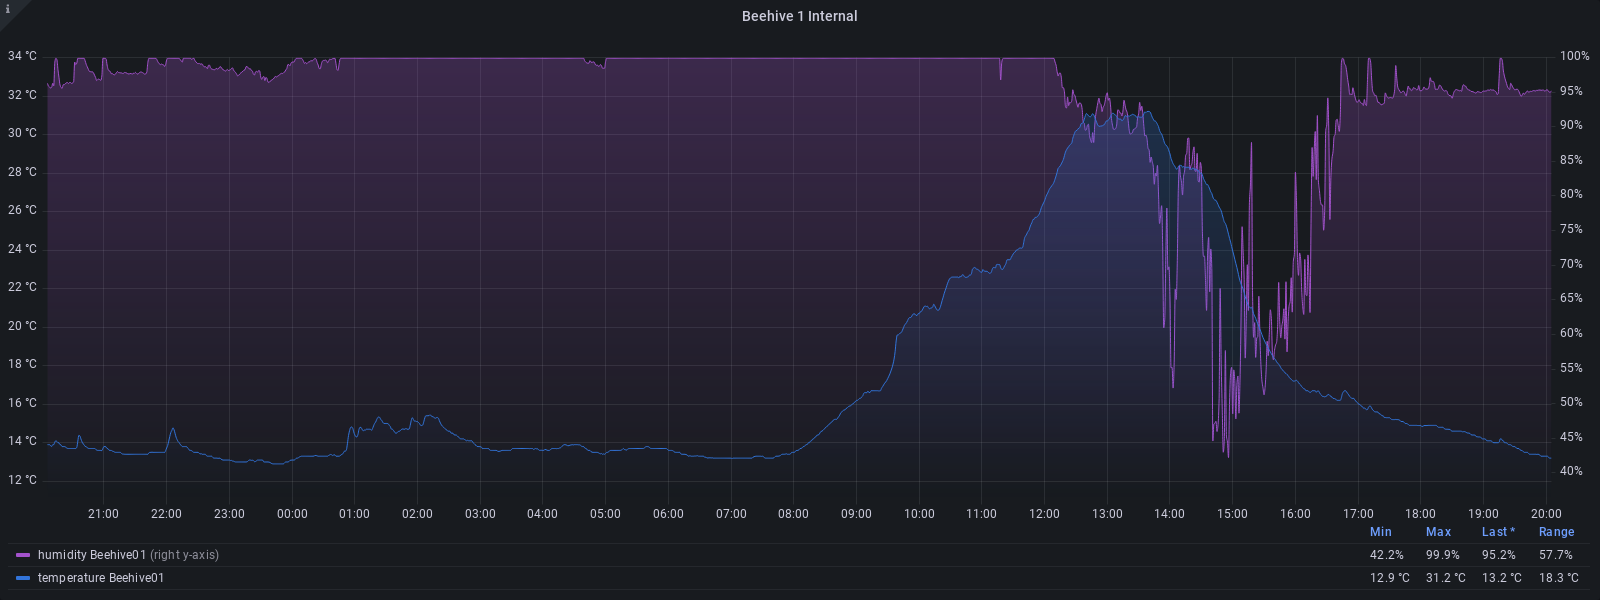 i
Beehive 1 Internal
34 °C
32 °C
30 °C
28 °C
26 °C
24 °C
22 °C
20 °C
18 °C
16 °C
14 °C
12 °C
100%
95%
90%
85%
80%
75%
70%
65%
60%
55%
50%
45%
40%
21:00 22:00 23:00 00:00 01:00 02:00 03:00 04:00 05:00 06:00 07:00 08:00 09:00 10:00 11:00 12:00 13:00 14:00 15:00 16:00 17:00 18:00 19:00 20:00
Min Max Last * Range
humidity Beehive01 (right y-axis) 42.2% 99.9% 95.2% 57.7%
temperature Beehive01 12.9 °C 31.2 °C 13.2 °C 18.3 °C